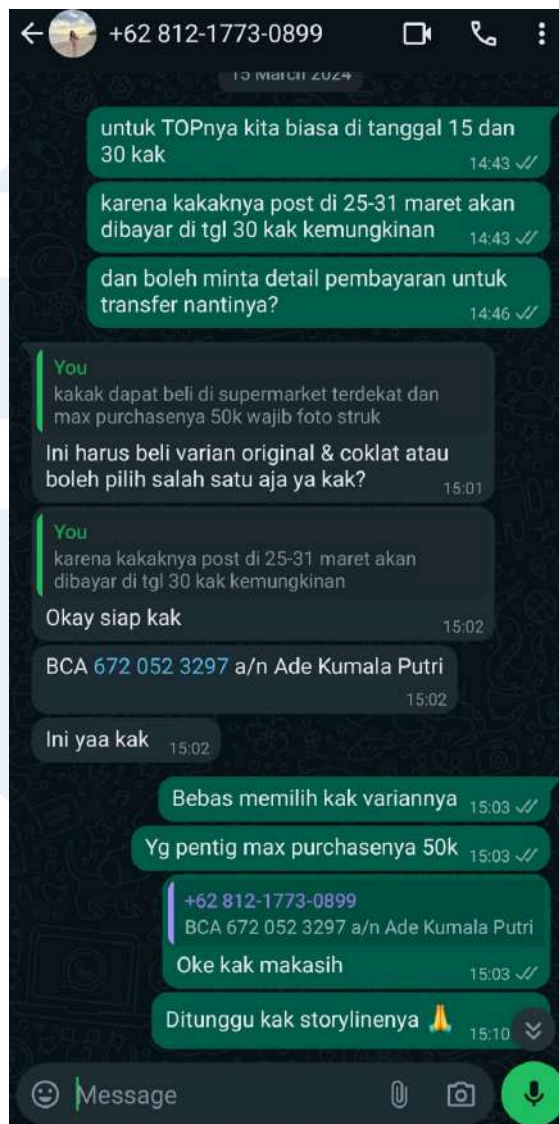 +62 812-1773-0899
15 March 2024
untuk TOPnya kita biasa di tanggal 15 dan
30 kak
14:43
karena kakaknya post di 25-31 maret akan
dibayar di tgl 30 kak kemungkinan
14:43
dan boleh minta detail pembayaran untuk
transfer nantinya?
14:46
You
kakak dapat beli di supermarket terdekat dan
max purchasenya 50k wajib foto struk
Ini harus beli varian original & coklat atau
boleh pilih salah satu aja ya kak?
15:01
You
karena kakaknya post di 25-31 maret akan
dibayar di tgl 30 kak kemungkinan
Okay siap kak
15:02
BCA 672 052 3297 a/n Ade Kumala Putri
15:02
Ini yaa kak 15:02
Bebas memilih kak variannya 15:03
Yg pentig max purchasenya 50k 15:03
+62 812-1773-0899
BCA 672 052 3297 a/n Ade Kumala Putri
Oke kak makasih
15:03
Ditunggu kak storylinenya 🙏 15:10
Message